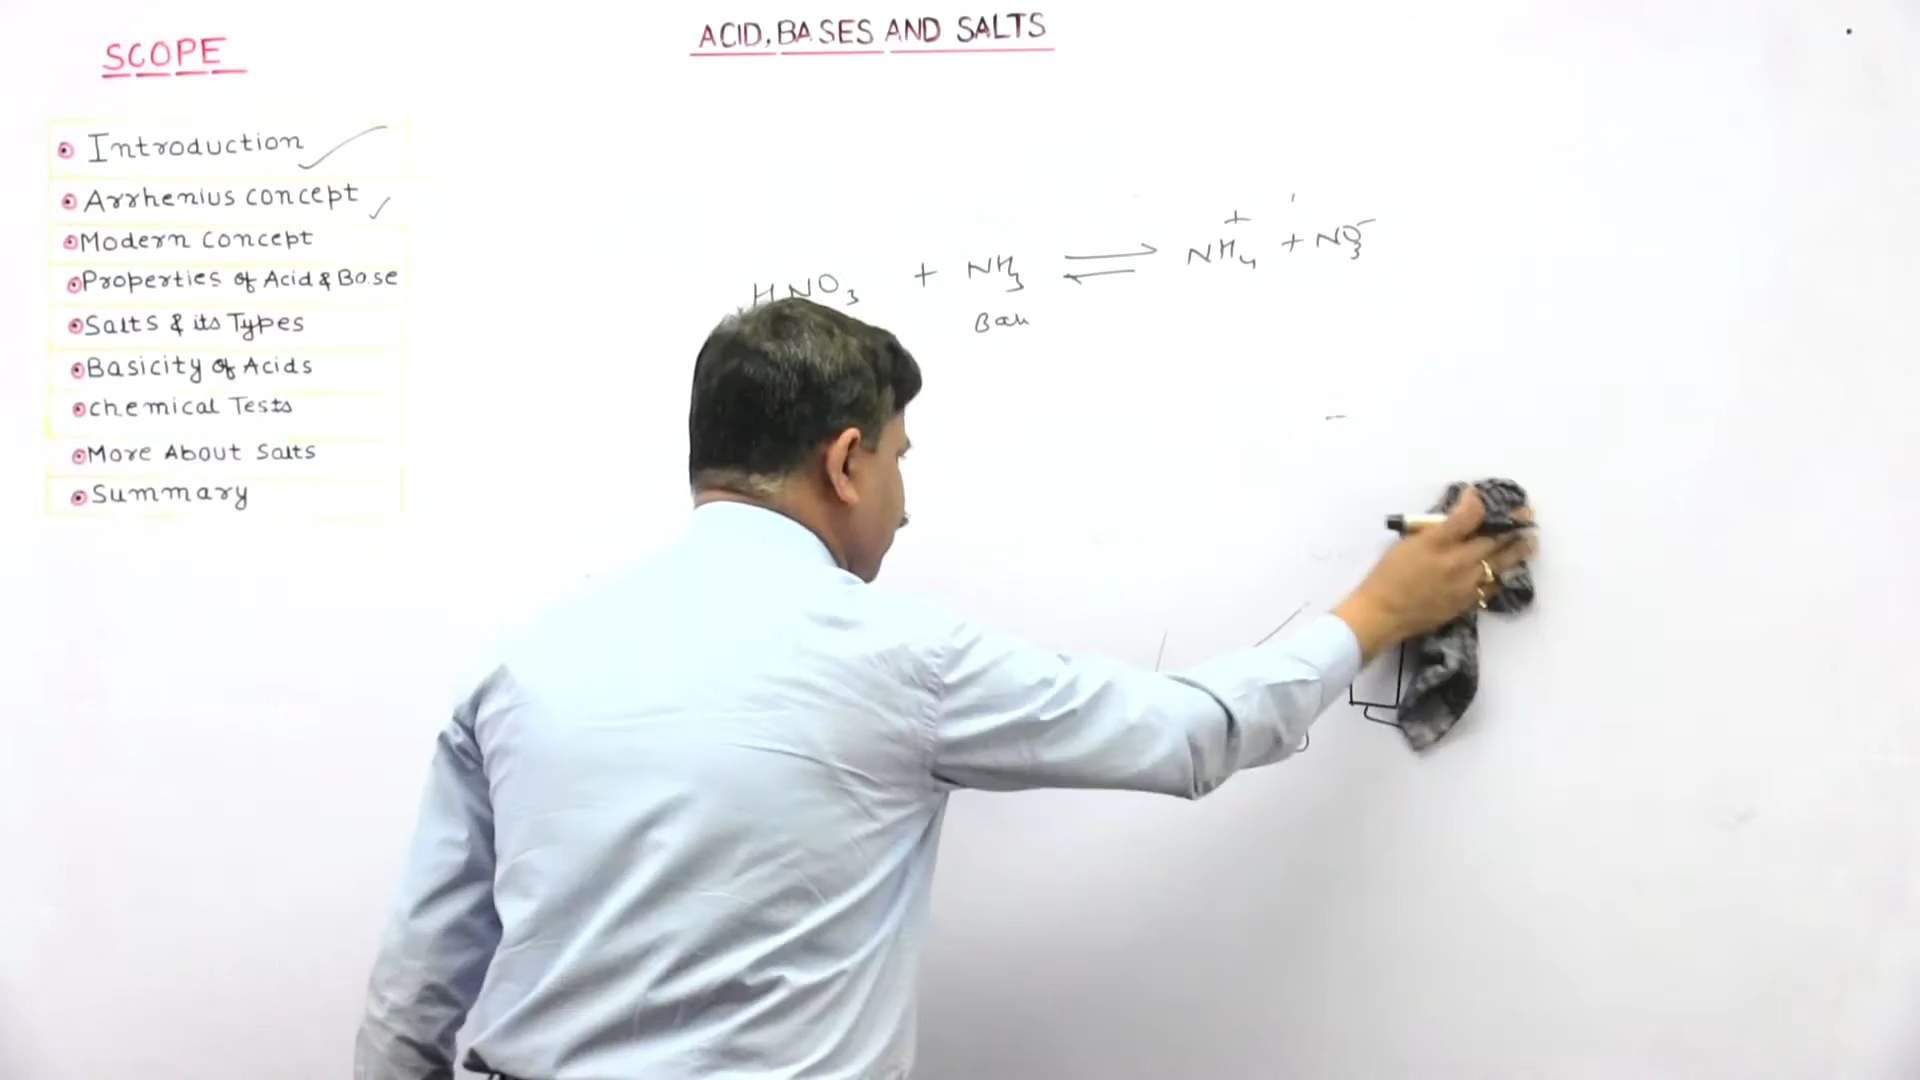 SCOPE
ACID, BASES AND SALTS
Introduction
Arrhenius concept
Modern concept
Properties of Acid & Base
Salts & its Types
Basicity of Acids
chemical Tests
More About Salts
Summary
HNO₃ + NH₃ ⇌ NH₄⁺ + NO₃⁻